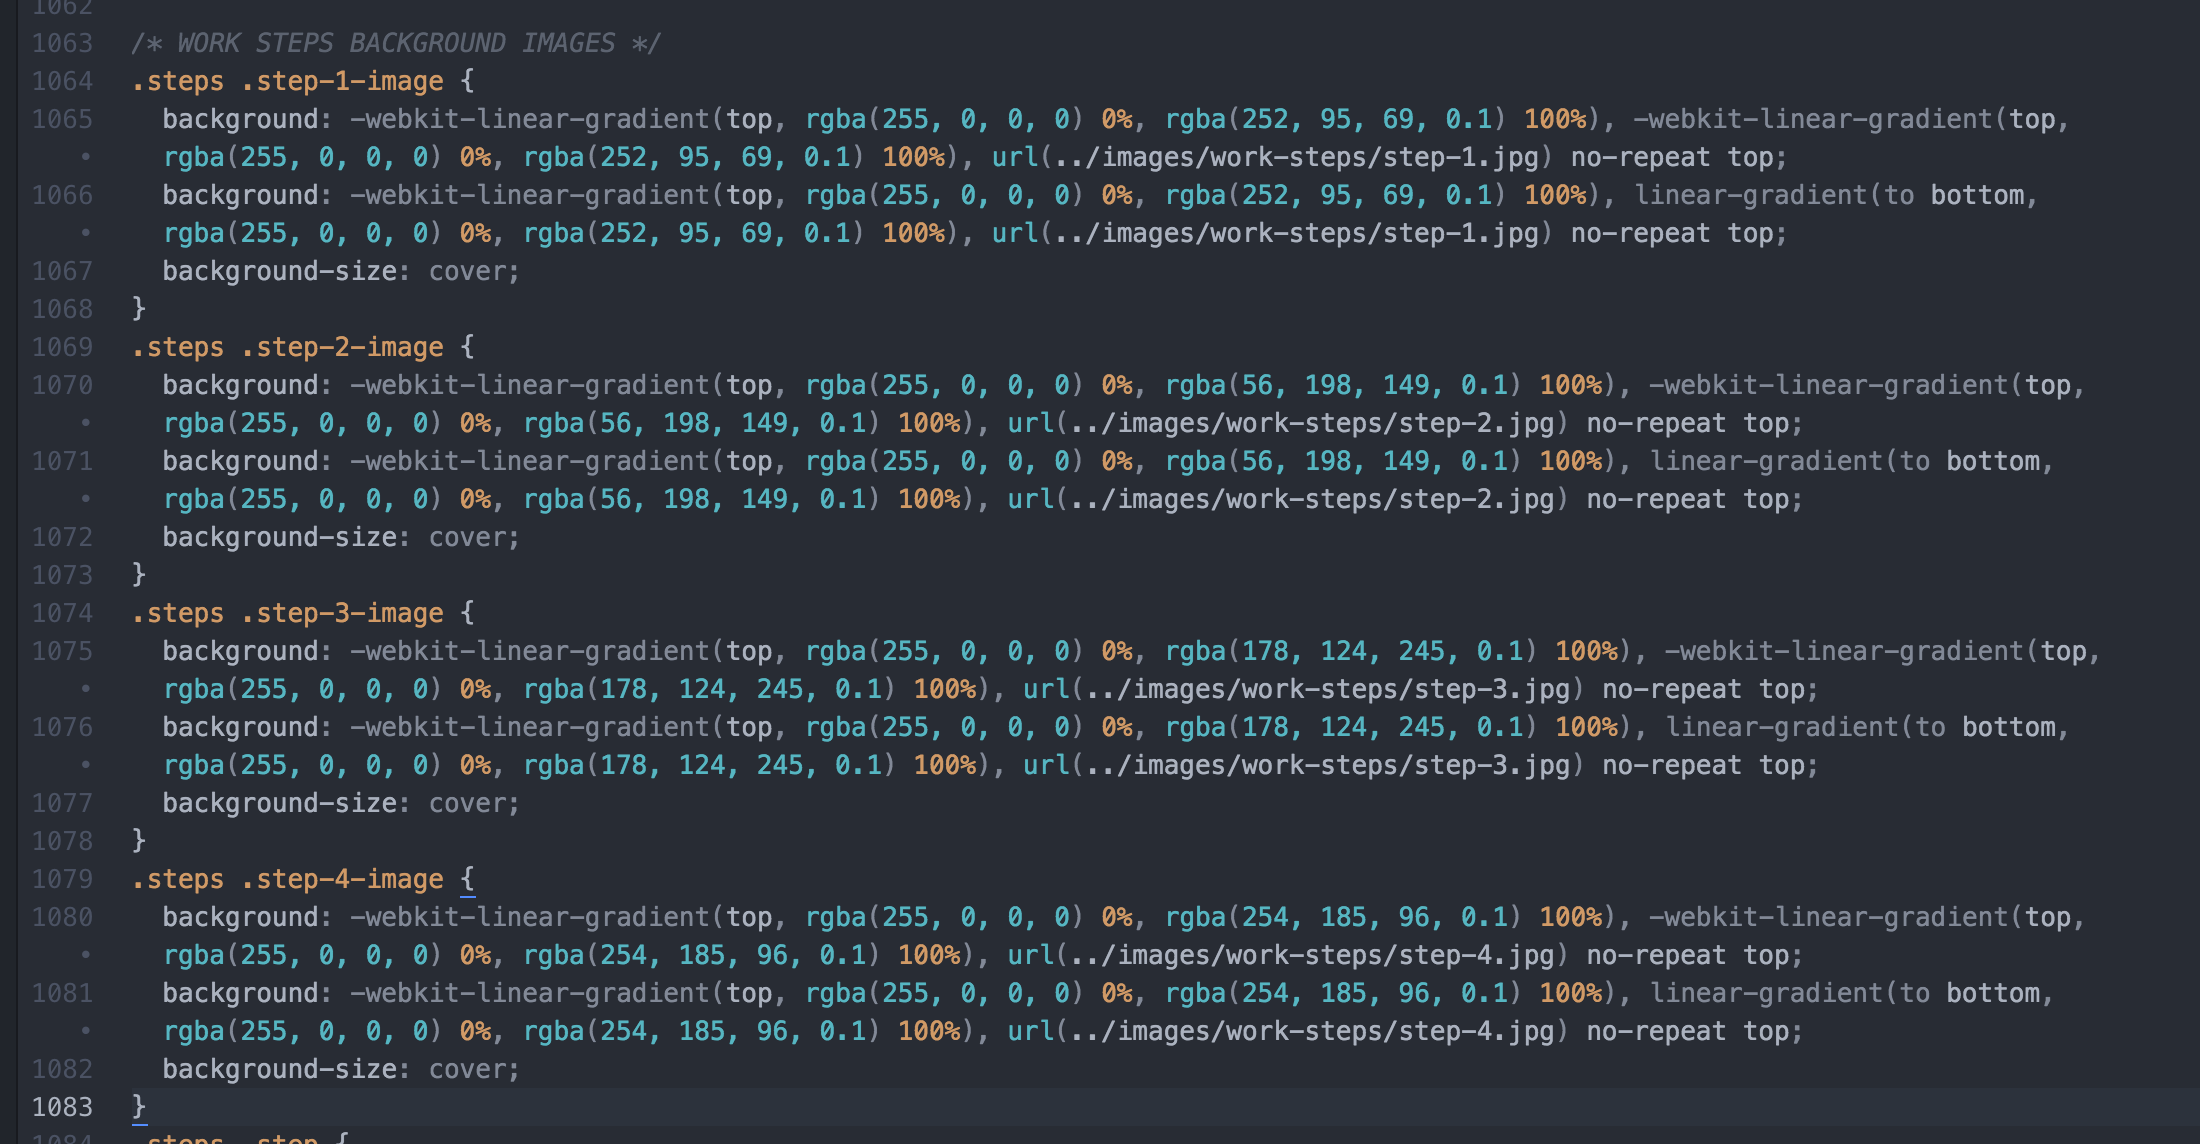 1062
1063 /* WORK STEPS BACKGROUND IMAGES */
1064 .steps .step-1-image {
1065 background: -webkit-linear-gradient(top, rgba(255, 0, 0, 0) 0%, rgba(252, 95, 69, 0.1) 100%), -webkit-linear-gradient(top,
• rgba(255, 0, 0, 0) 0%, rgba(252, 95, 69, 0.1) 100%), url(../images/work-steps/step-1.jpg) no-repeat top;
1066 background: -webkit-linear-gradient(top, rgba(255, 0, 0, 0) 0%, rgba(252, 95, 69, 0.1) 100%), linear-gradient(to bottom,
• rgba(255, 0, 0, 0) 0%, rgba(252, 95, 69, 0.1) 100%), url(../images/work-steps/step-1.jpg) no-repeat top;
1067 background-size: cover;
1068 }
1069 .steps .step-2-image {
1070 background: -webkit-linear-gradient(top, rgba(255, 0, 0, 0) 0%, rgba(56, 198, 149, 0.1) 100%), -webkit-linear-gradient(top,
• rgba(255, 0, 0, 0) 0%, rgba(56, 198, 149, 0.1) 100%), url(../images/work-steps/step-2.jpg) no-repeat top;
1071 background: -webkit-linear-gradient(top, rgba(255, 0, 0, 0) 0%, rgba(56, 198, 149, 0.1) 100%), linear-gradient(to bottom,
• rgba(255, 0, 0, 0) 0%, rgba(56, 198, 149, 0.1) 100%), url(../images/work-steps/step-2.jpg) no-repeat top;
1072 background-size: cover;
1073 }
1074 .steps .step-3-image {
1075 background: -webkit-linear-gradient(top, rgba(255, 0, 0, 0) 0%, rgba(178, 124, 245, 0.1) 100%), -webkit-linear-gradient(top,
• rgba(255, 0, 0, 0) 0%, rgba(178, 124, 245, 0.1) 100%), url(../images/work-steps/step-3.jpg) no-repeat top;
1076 background: -webkit-linear-gradient(top, rgba(255, 0, 0, 0) 0%, rgba(178, 124, 245, 0.1) 100%), linear-gradient(to bottom,
• rgba(255, 0, 0, 0) 0%, rgba(178, 124, 245, 0.1) 100%), url(../images/work-steps/step-3.jpg) no-repeat top;
1077 background-size: cover;
1078 }
1079 .steps .step-4-image {
1080 background: -webkit-linear-gradient(top, rgba(255, 0, 0, 0) 0%, rgba(254, 185, 96, 0.1) 100%), -webkit-linear-gradient(top,
• rgba(255, 0, 0, 0) 0%, rgba(254, 185, 96, 0.1) 100%), url(../images/work-steps/step-4.jpg) no-repeat top;
1081 background: -webkit-linear-gradient(top, rgba(255, 0, 0, 0) 0%, rgba(254, 185, 96, 0.1) 100%), linear-gradient(to bottom,
• rgba(255, 0, 0, 0) 0%, rgba(254, 185, 96, 0.1) 100%), url(../images/work-steps/step-4.jpg) no-repeat top;
1082 background-size: cover;
1083 }
1084 .steps .step {